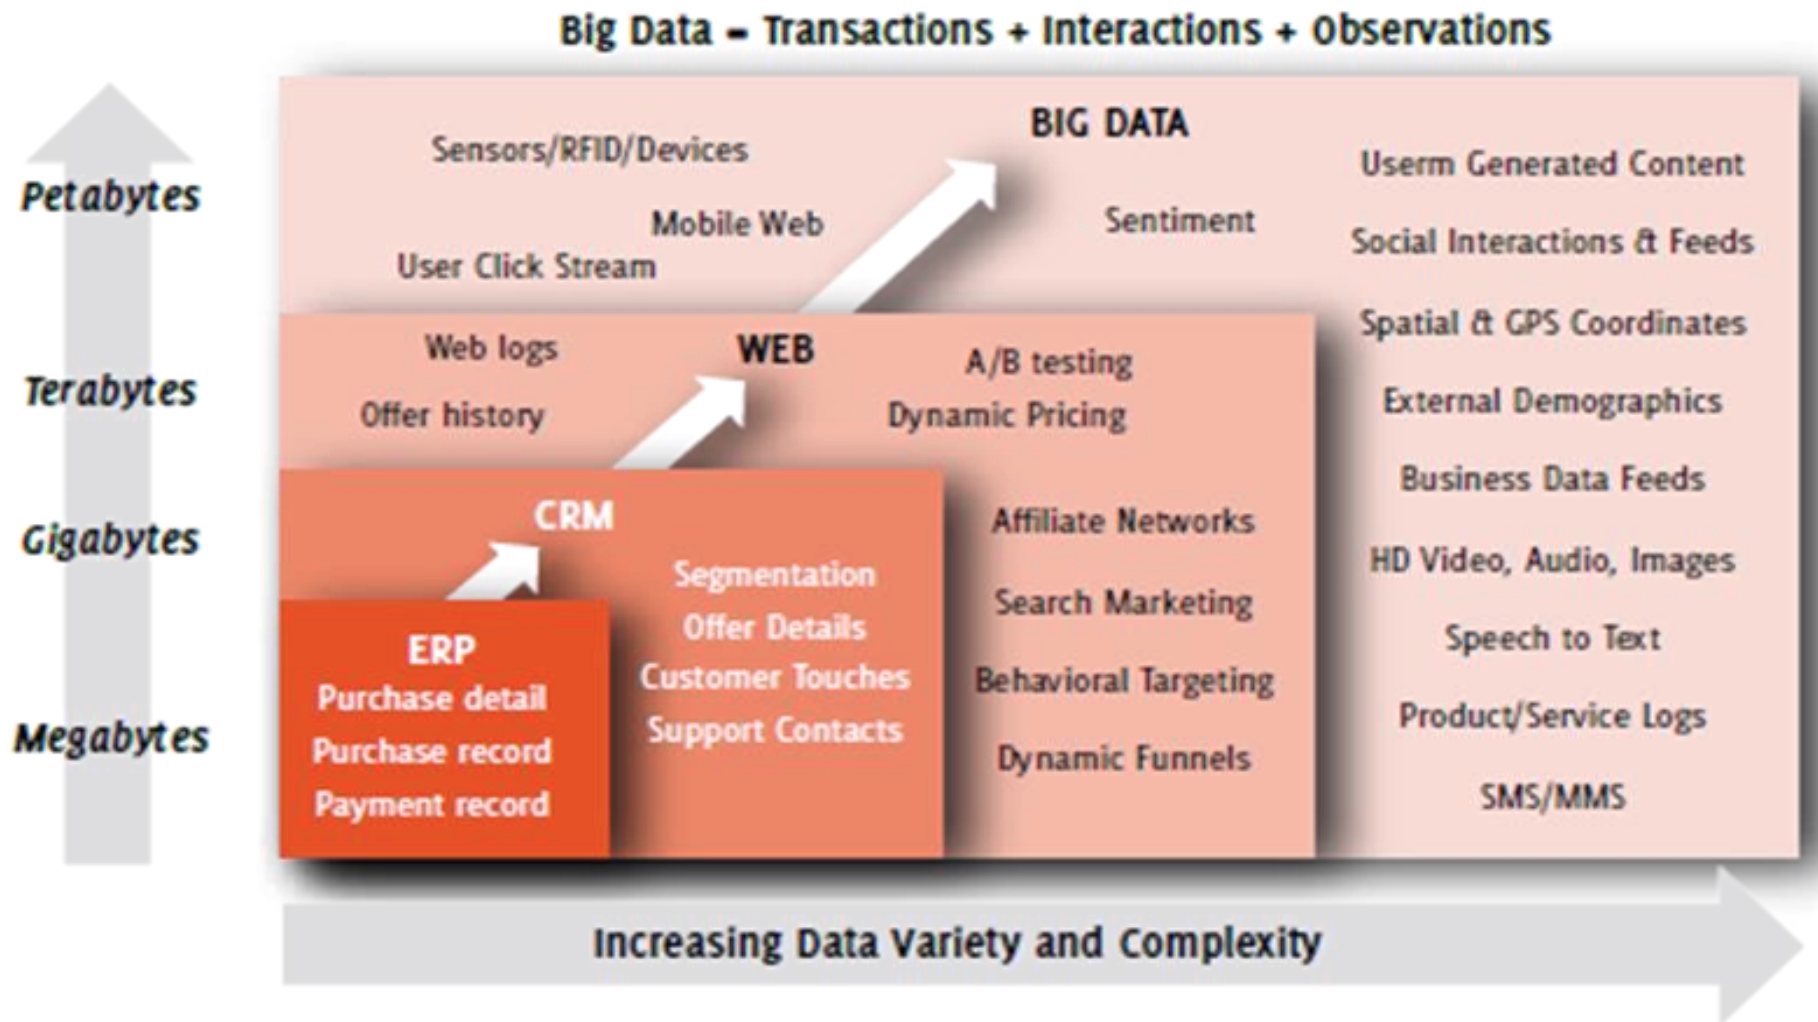 Big Data = Transactions + Interactions + Observations
Petabytes
Terabytes
Gigabytes
Megabytes
BIG DATA
Sensors/RFID/Devices
Mobile Web
User Click Stream
Sentiment
Userm Generated Content
Social Interactions & Feeds
Spatial & GPS Coordinates
External Demographics
Business Data Feeds
HD Video, Audio, Images
Speech to Text
Product/Service Logs
SMS/MMS
WEB
Web logs
Offer history
A/B testing
Dynamic Pricing
Affiliate Networks
Search Marketing
Behavioral Targeting
Dynamic Funnels
CRM
Segmentation
Offer Details
Customer Touches
Support Contacts
ERP
Purchase detail
Purchase record
Payment record
Increasing Data Variety and Complexity